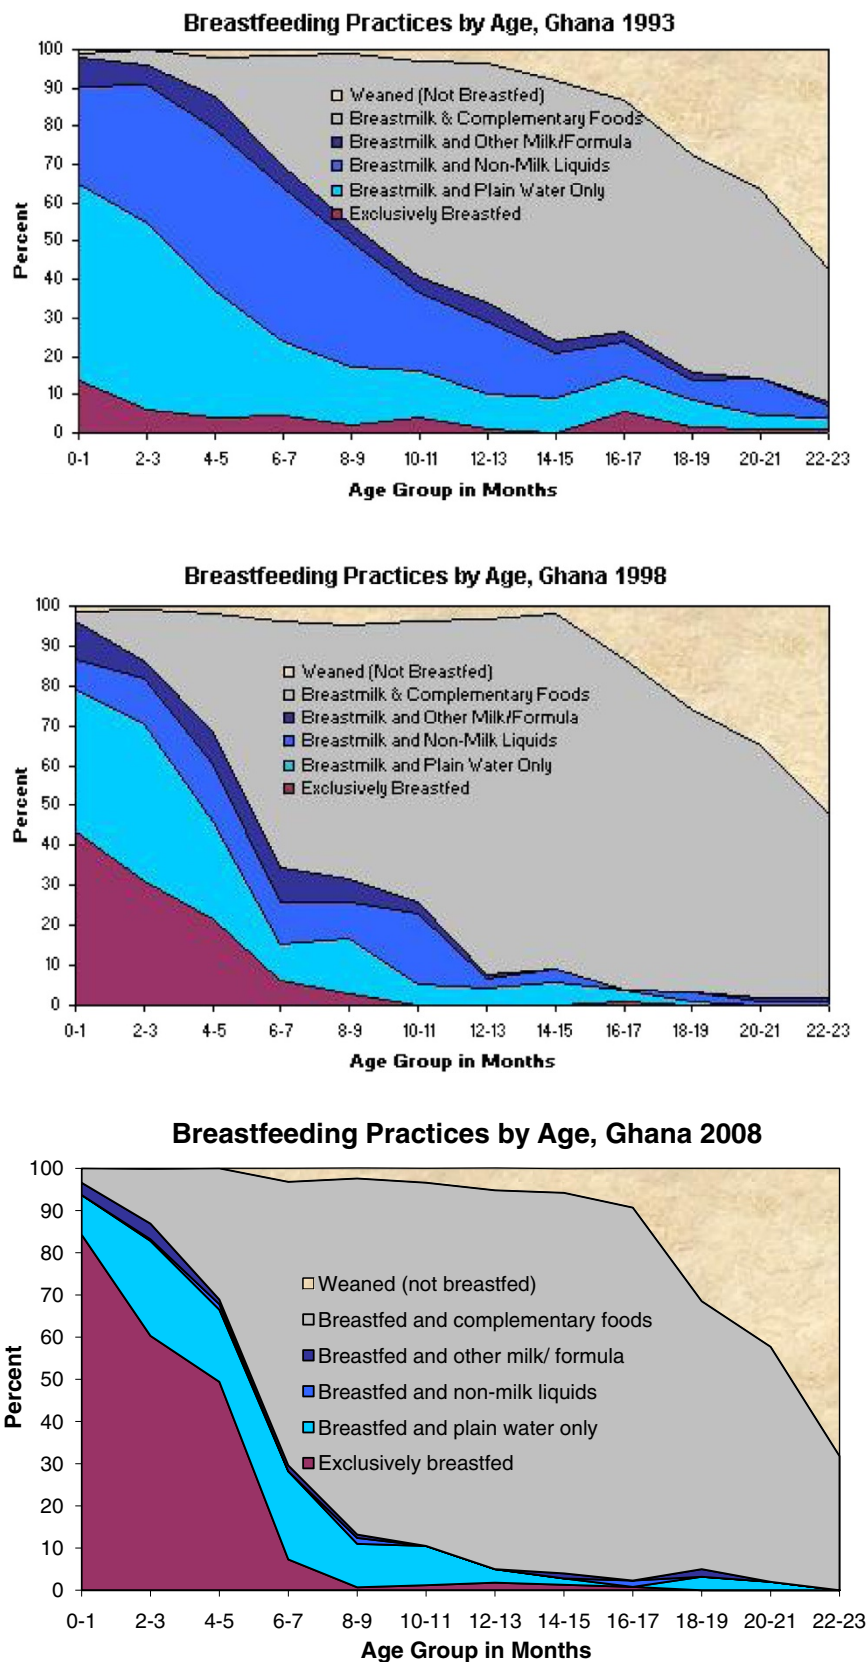 Breastfeeding Practices by Age, Ghana 1993
100
90
80
70
60
50
40
30
20
10
0
Percent
Weaned (Not Breastfed)
Breastmilk & Complementary Foods
Breastmilk and Other Milk/Formula
Breastmilk and Non-Milk Liquids
Breastmilk and Plain Water Only
Exclusively Breastfed
0-1 2-3 4-5 6-7 8-9 10-11 12-13 14-15 16-17 18-19 20-21 22-23
Age Group in Months
Breastfeeding Practices by Age, Ghana 1998
100
90
80
70
60
50
40
30
20
10
0
Percent
Weaned (Not Breastfed)
Breastmilk & Complementary Foods
Breastmilk and Other Milk/Formula
Breastmilk and Non-Milk Liquids
Breastmilk and Plain Water Only
Exclusively Breastfed
0-1 2-3 4-5 6-7 8-9 10-11 12-13 14-15 16-17 18-19 20-21 22-23
Age Group in Months
Breastfeeding Practices by Age, Ghana 2008
100
90
80
70
60
50
40
30
20
10
0
Percent
Weaned (not breastfed)
Breastfed and complementary foods
Breastfed and other milk/ formula
Breastfed and non-milk liquids
Breastfed and plain water only
Exclusively breastfed
0-1 2-3 4-5 6-7 8-9 10-11 12-13 14-15 16-17 18-19 20-21 22-23
Age Group in Months